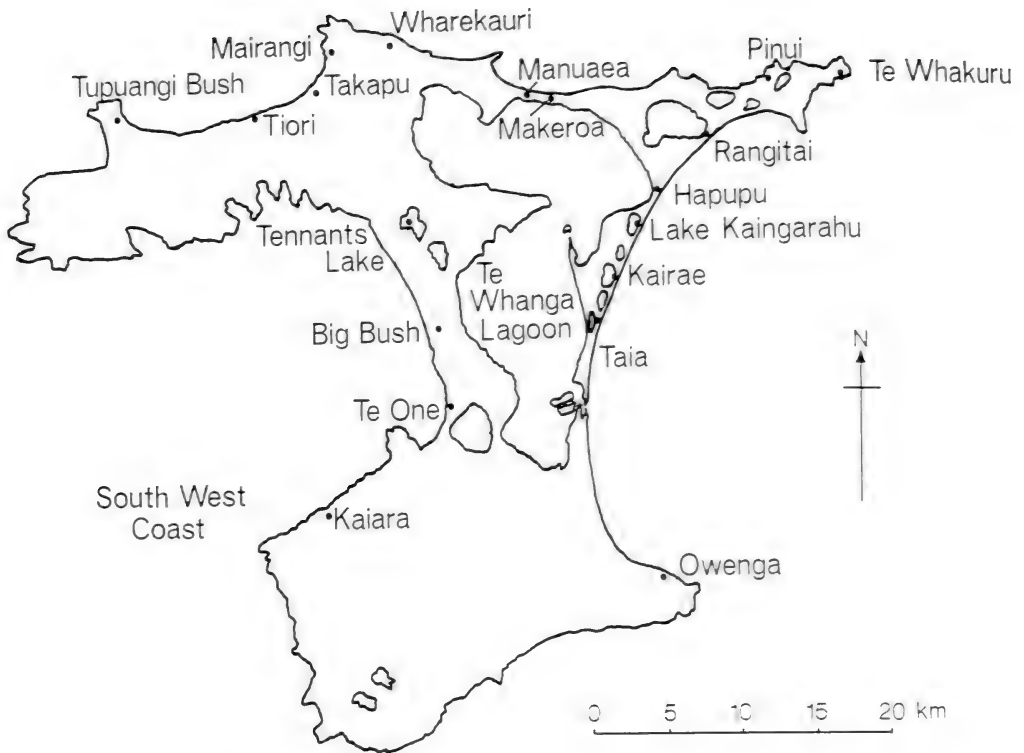 Wharekauri
Mairangi
Pinui
Manuaea
Te Whakuru
Tupuangi Bush
Takapu
Tiori
Makeroa
Rangitai
Hapupu
Lake Kaingarahu
Tennants
Lake
Te
Whanga
Lagoon
Kairae
Big Bush
Taia
N
Te One
South West
Coast
Kaiara
Owenga
0 5 10 15 20 km